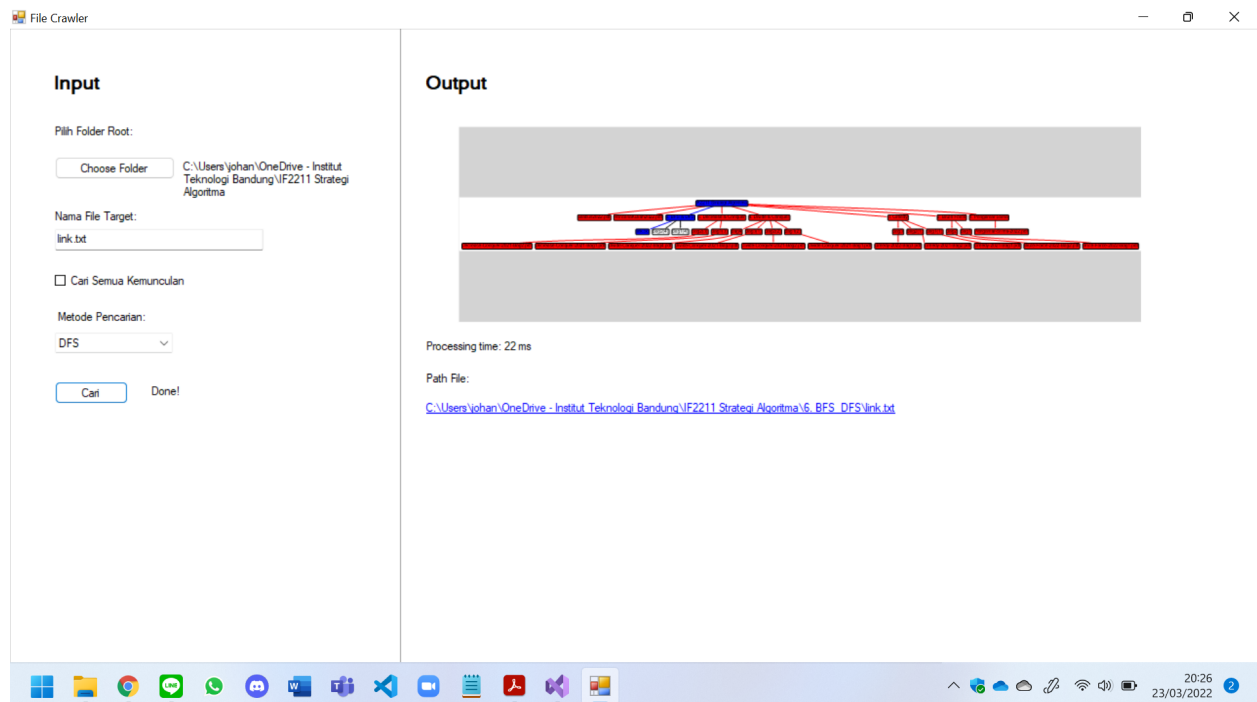 File Crawler
Input
Pilih Folder Root:
Choose Folder
C:\Users\johan\OneDrive - Institut
Teknologi Bandung\IF2211 Strategi
Algoritma
Nama File Target:
link.txt
Cari Semua Kemunculan
Metode Pencarian:
DFS
Cari
Done!
Output
Processing time: 22 ms
Path File:
C:\Users\johan\OneDrive - Institut Teknologi Bandung\IF2211 Strategi Algoritma\6. BFS_DFS\link.txt
LINE
20:26
23/03/2022
2